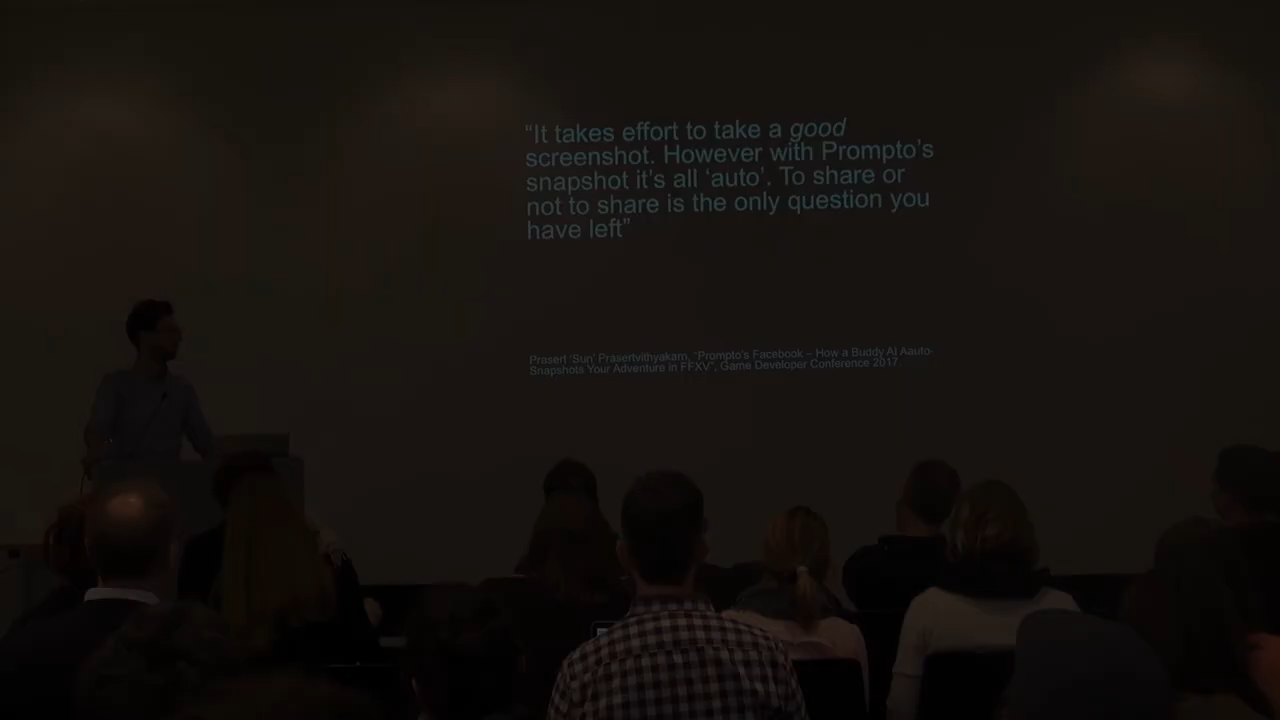 “It takes effort to take a good
screenshot. However with Prompto’s
snapshot it’s all ‘auto’. To share or
not to share is the only question you
have left”
Prasert ‘Sun’ Prasertvithyakarn, “Prompto’s Facebook – How a Buddy AI Aauto-
Snapshots Your Adventure in FFXV”, Game Developer Conference 2017.